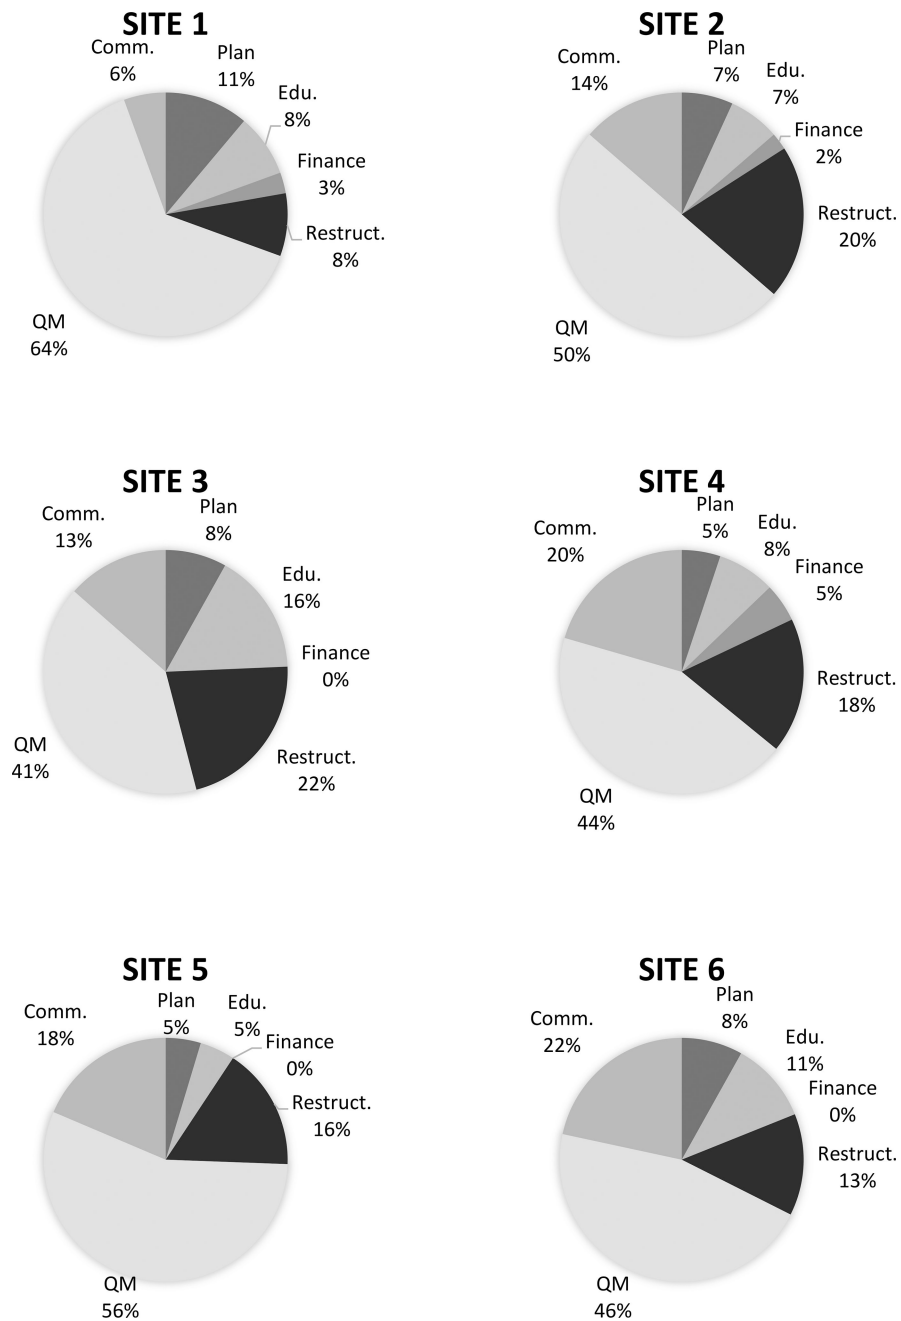 SITE 1
Comm.
6%
Plan
11%
Edu.
8%
Finance
3%
Restruct.
8%
QM
64%
SITE 2
Comm.
14%
Plan
7%
Edu.
7%
Finance
2%
Restruct.
20%
QM
50%
SITE 3
Comm.
13%
Plan
8%
Edu.
16%
Finance
0%
Restruct.
22%
QM
41%
SITE 4
Comm.
20%
Plan
5%
Edu.
8%
Finance
5%
Restruct.
18%
QM
44%
SITE 5
Comm.
18%
Plan
5%
Edu.
5%
Finance
0%
Restruct.
16%
QM
56%
SITE 6
Comm.
22%
Plan
8%
Edu.
11%
Finance
0%
Restruct.
13%
QM
46%